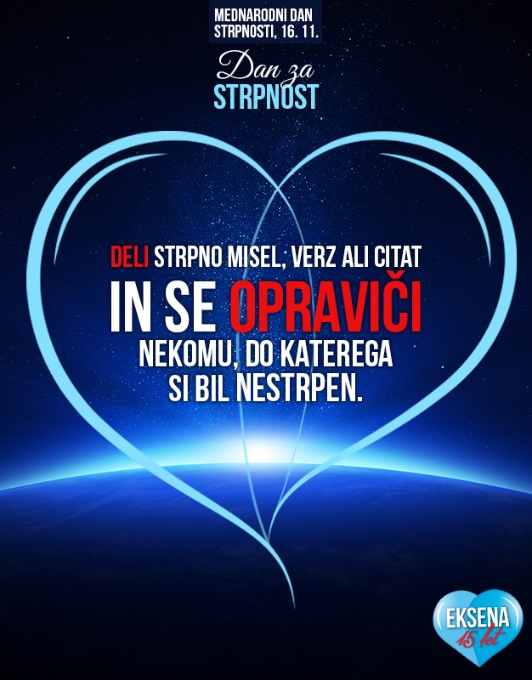 MEDNARODNI DAN
STRPNOSTI, 16. 11.
Dan za
STRPNOST
DELI STRPNO MISEL, VERZ ALI CITAT
IN SE OPRAVIČI
NEKOMU, DO KATEREGA
SI BIL NESTRPEN.
EKSENA
15 let